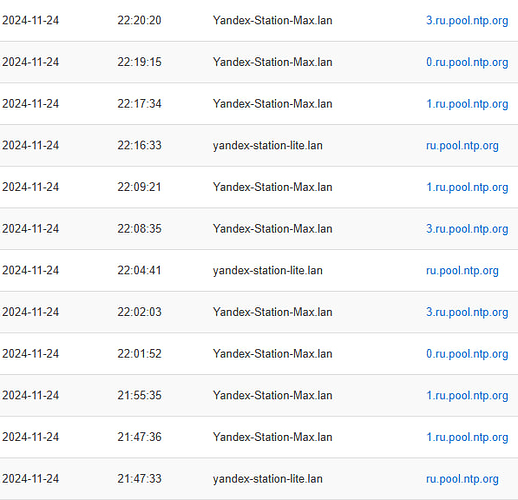 2024-11-24 22:20:20 Yandex-Station-Max.lan 3.ru.pool.ntp.org
2024-11-24 22:19:15 Yandex-Station-Max.lan 0.ru.pool.ntp.org
2024-11-24 22:17:34 Yandex-Station-Max.lan 1.ru.pool.ntp.org
2024-11-24 22:16:33 yandex-station-lite.lan ru.pool.ntp.org
2024-11-24 22:09:21 Yandex-Station-Max.lan 1.ru.pool.ntp.org
2024-11-24 22:08:35 Yandex-Station-Max.lan 3.ru.pool.ntp.org
2024-11-24 22:04:41 yandex-station-lite.lan ru.pool.ntp.org
2024-11-24 22:02:03 Yandex-Station-Max.lan 3.ru.pool.ntp.org
2024-11-24 22:01:52 Yandex-Station-Max.lan 0.ru.pool.ntp.org
2024-11-24 21:55:35 Yandex-Station-Max.lan 1.ru.pool.ntp.org
2024-11-24 21:47:36 Yandex-Station-Max.lan 1.ru.pool.ntp.org
2024-11-24 21:47:33 yandex-station-lite.lan ru.pool.ntp.org